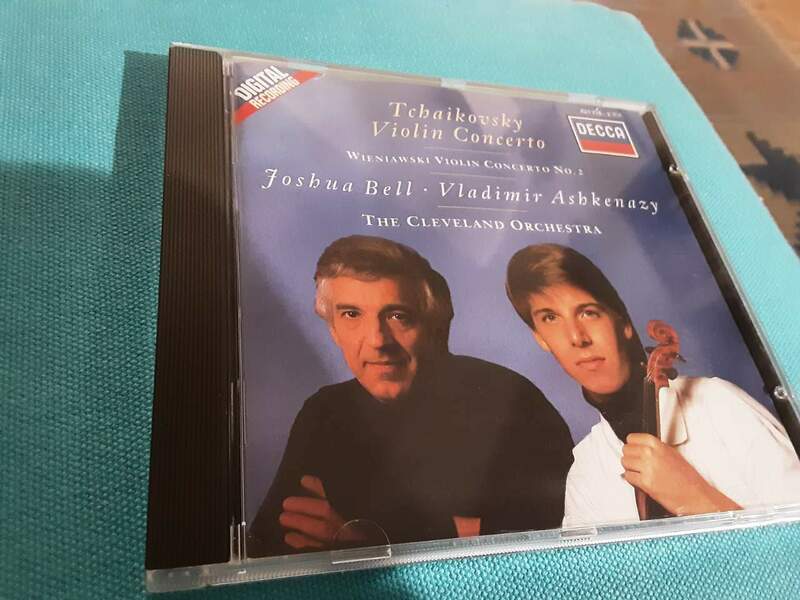 DIGITAL
RECORDING
Tchaikovsky
Violin Concerto
DECCA
WIENIAWSKI VIOLIN CONCERTO NO. 2
Joshua Bell · Vladimir Ashkenazy
THE CLEVELAND ORCHESTRA